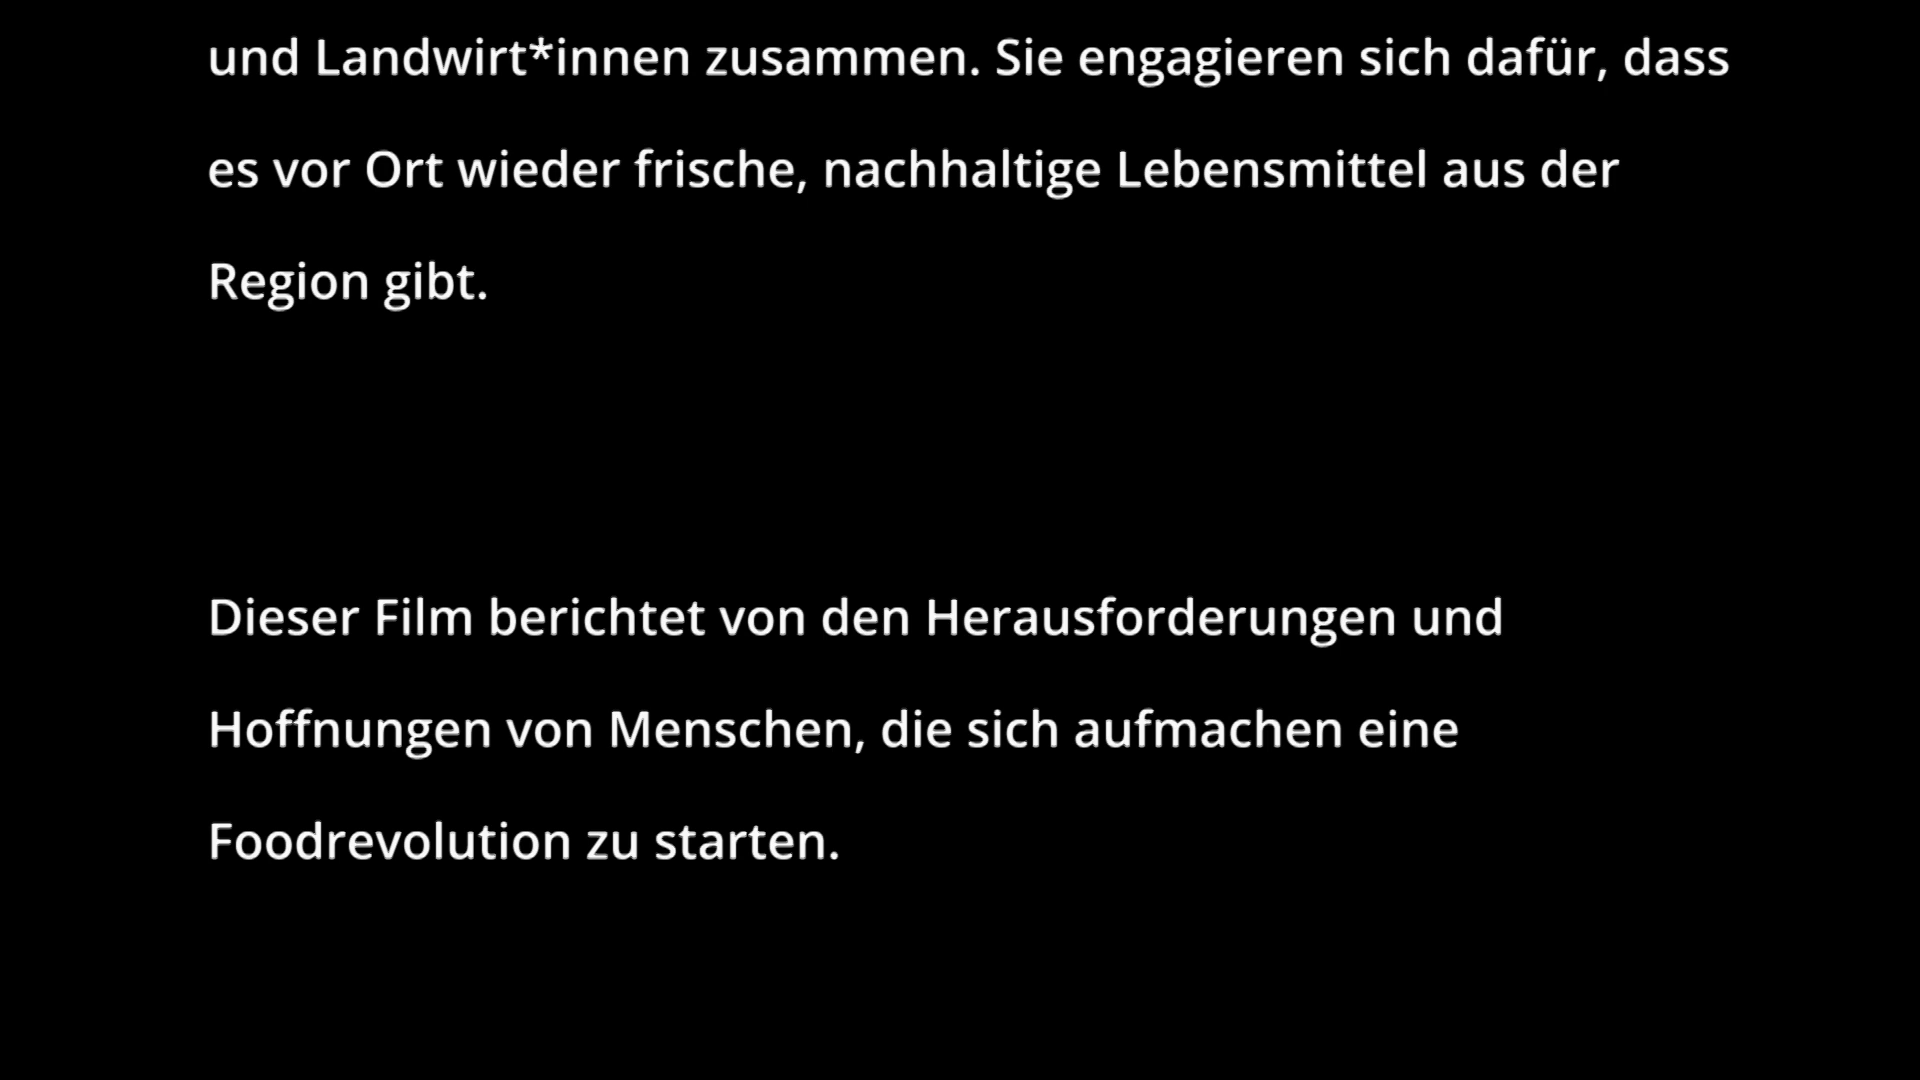 und Landwirt*innen zusammen. Sie engagieren sich dafür, dass
es vor Ort wieder frische, nachhaltige Lebensmittel aus der
Region gibt.
Dieser Film berichtet von den Herausforderungen und
Hoffnungen von Menschen, die sich aufmachen eine
Foodrevolution zu starten.